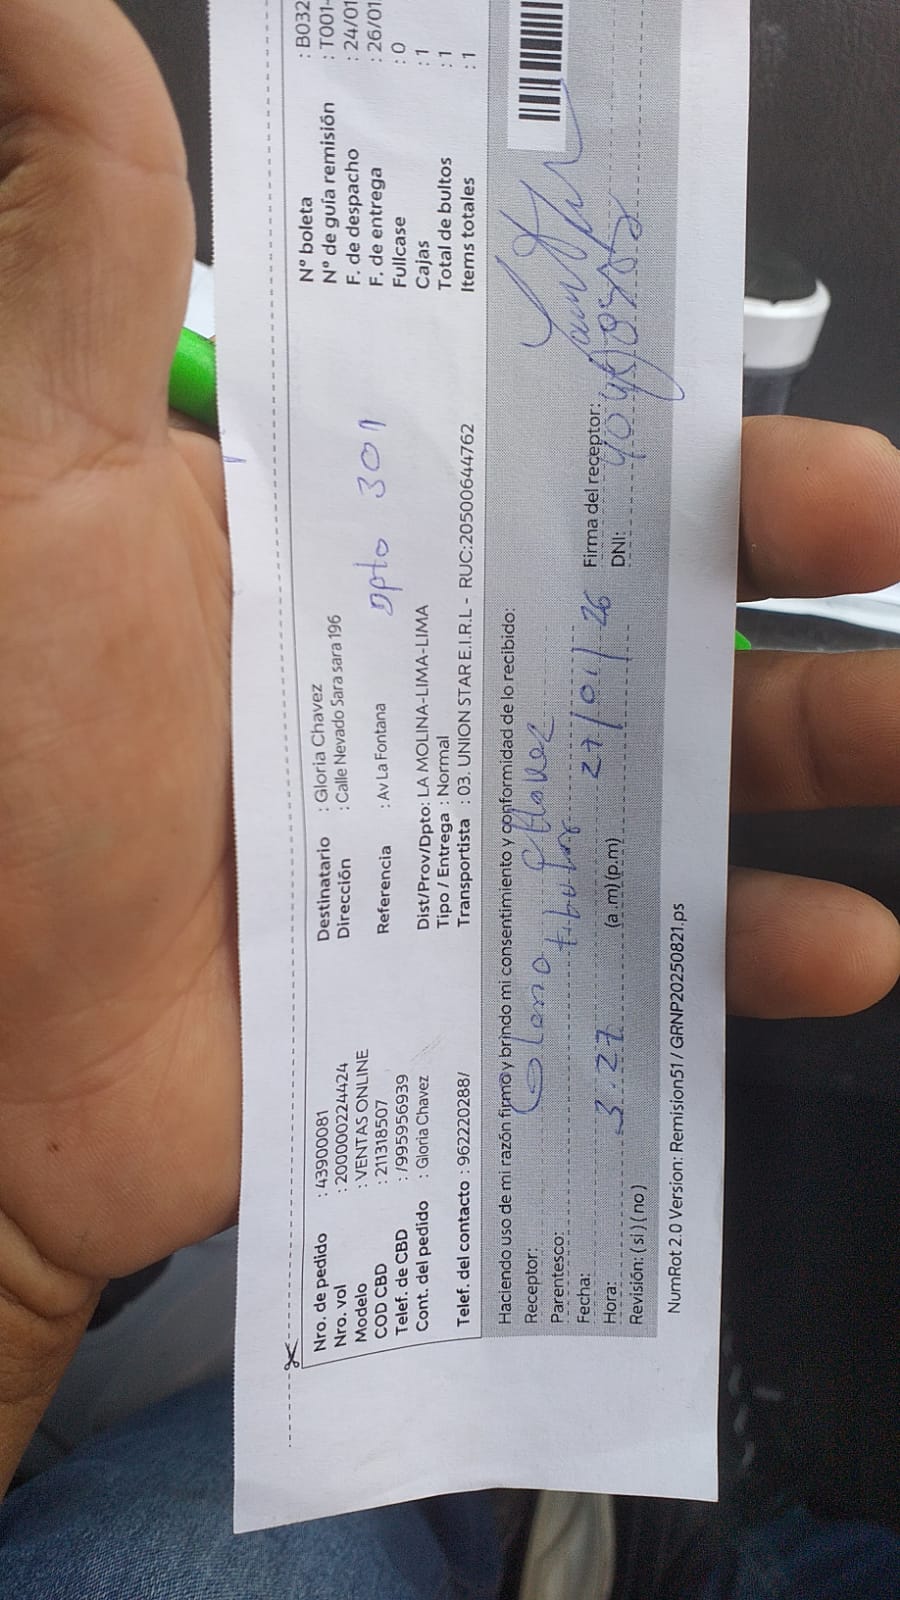 Nro. de pedido : 43900081
Nro. vol : 200000224424
Modelo : VENTAS ONLINE
COD CBD : 211318507
Telef. de CBD : /995956939
Cont. del pedido : Gloria Chavez
Telef. del contacto : 962220288/
Destinatario : Gloria Chavez
Dirección : Calle Nevado Sara sara 196
Dpto 301
Referencia : Av La Fontana
Dist/Prov/Dpto: LA MOLINA-LIMA-LIMA
Tipo / Entrega : Normal
Transportista : 03. UNION STAR E.I.R.L - RUC:20500644762
N° boleta : B032
N° de guía remisión : T001-
F. de despacho : 24/01
F. de entrega : 26/01
Fullcase : 0
Cajas : 1
Total de bultos : 1
Items totales : 1
Haciendo uso de mi razón firmo y brindo mi consentimiento y conformidad de lo recibido:
Receptor: Gloria Chavez
Parentesco: titular
Fecha: 27/01/26
Hora: 3:27 (a.m) (p.m)
Revisión: ( si ) ( no )
Firma del receptor:
DNI:
NumRot 2.0 Version: Remision51 / GRNP20250821.ps